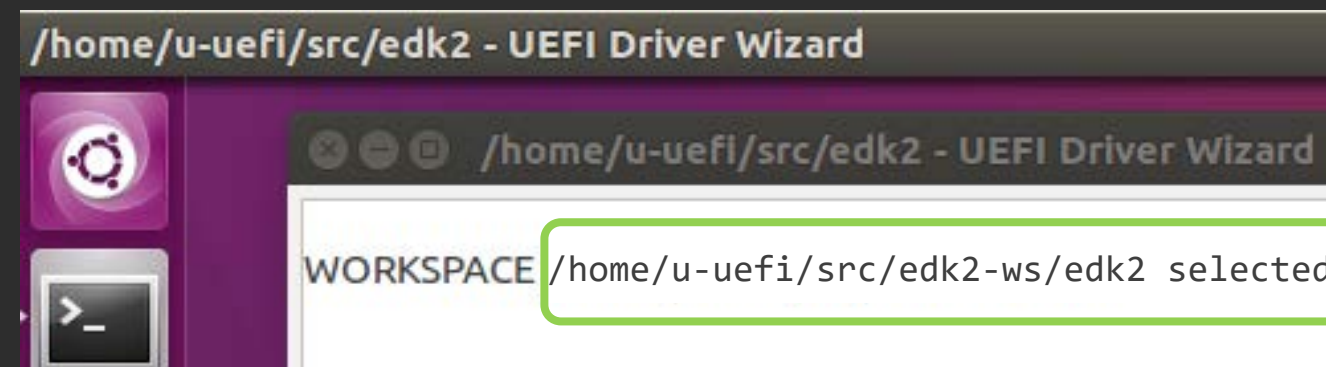 /home/u-uefi/src/edk2 - UEFI Driver Wizard
/home/u-uefi/src/edk2 - UEFI Driver Wizard
WORKSPACE /home/u-uefi/src/edk2-ws/edk2 selected
>_